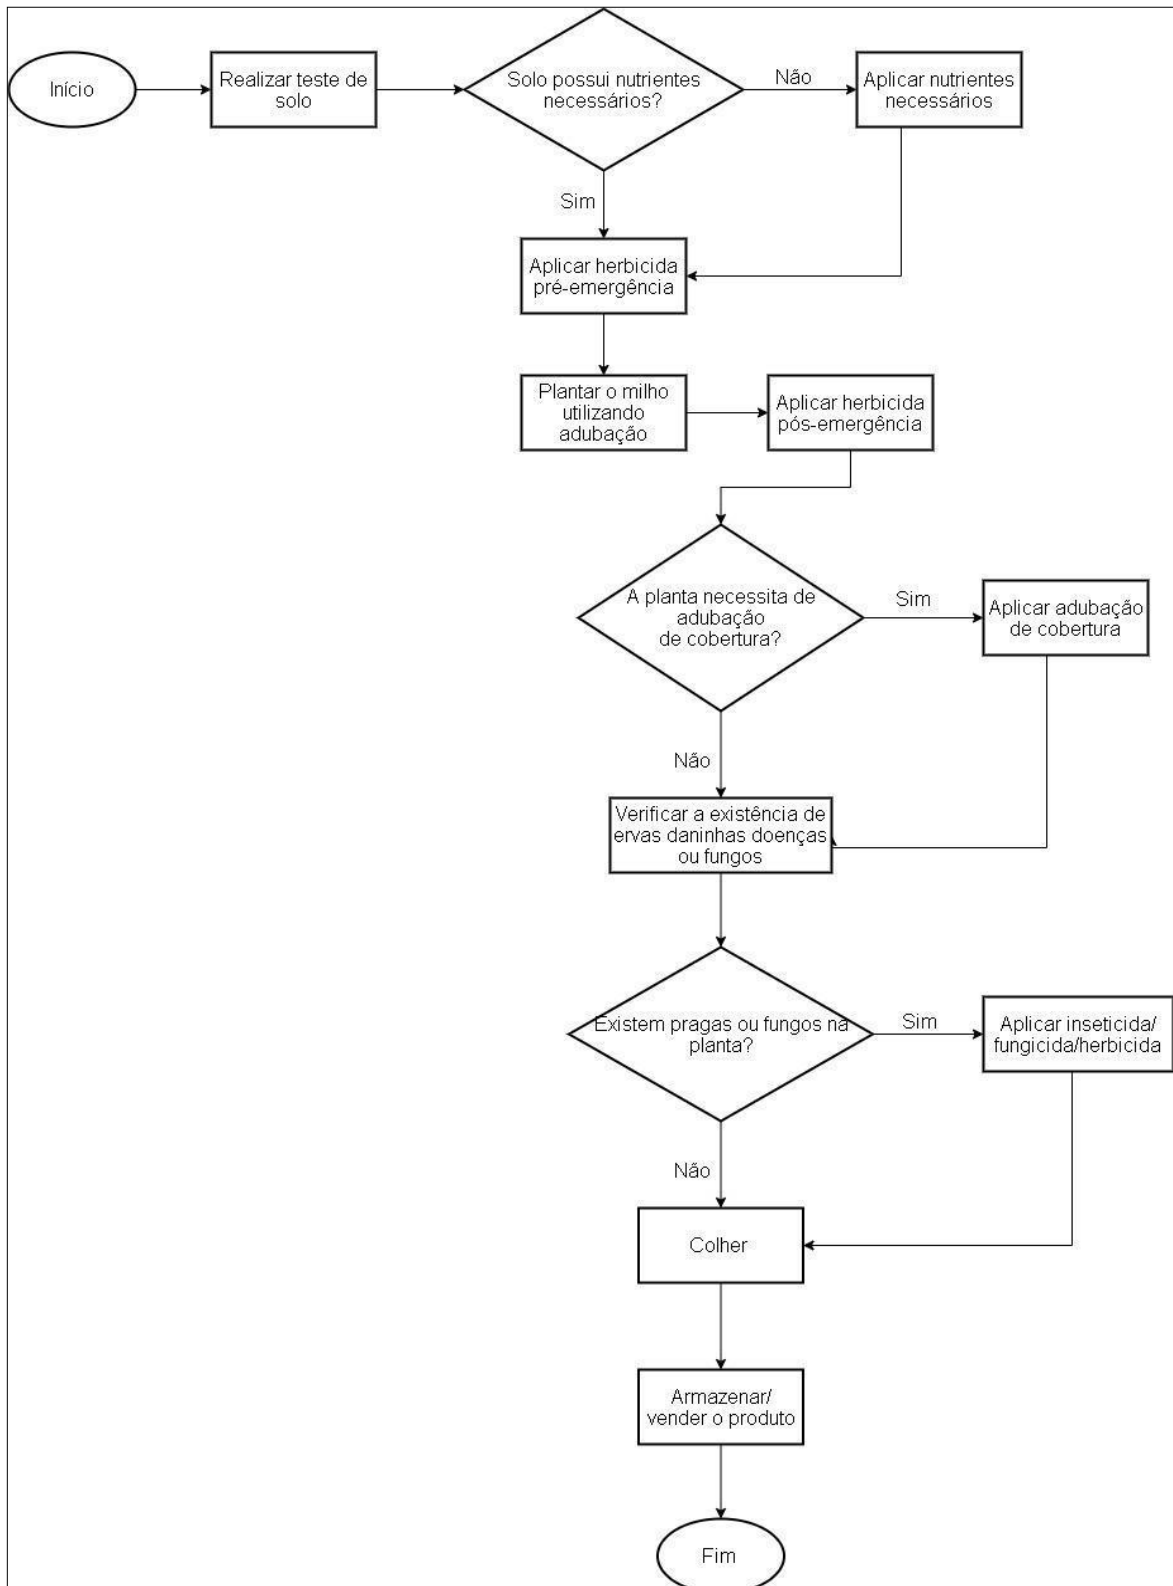 Início
Realizar teste de
solo
Solo possui nutrientes
necessários?
Não
Aplicar nutrientes
necessários
Sim
Aplicar herbicida
pré-emergência
Plantar o milho
utilizando
adubação
Aplicar herbicida
pós-emergência
A planta necessita de
adubação
de cobertura?
Sim
Aplicar adubação
de cobertura
Não
Verificar a existência de
ervas daninhas doenças
ou fungos
Existem pragas ou fungos na
planta?
Sim
Aplicar inseticida/
fungicida/herbicida
Não
Colher
Armazenar/
vender o produto
Fim